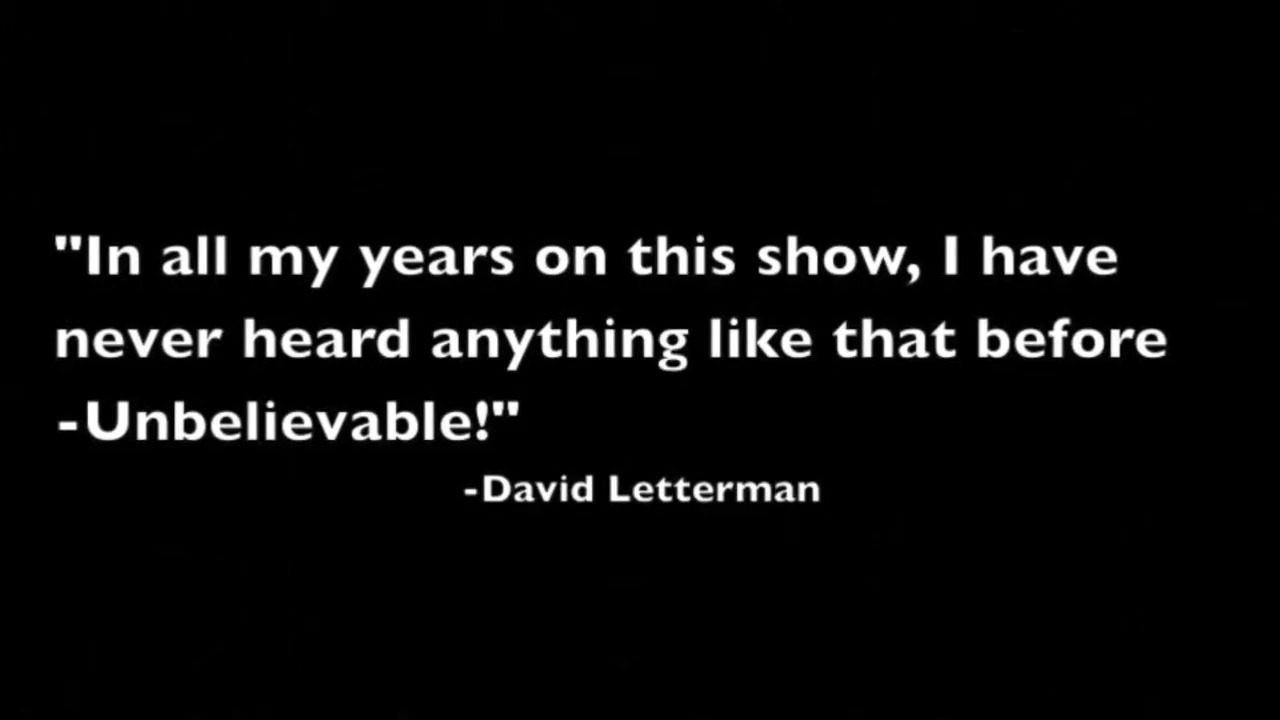 "In all my years on this show, I have
never heard anything like that before
-Unbelievable!"
-David Letterman